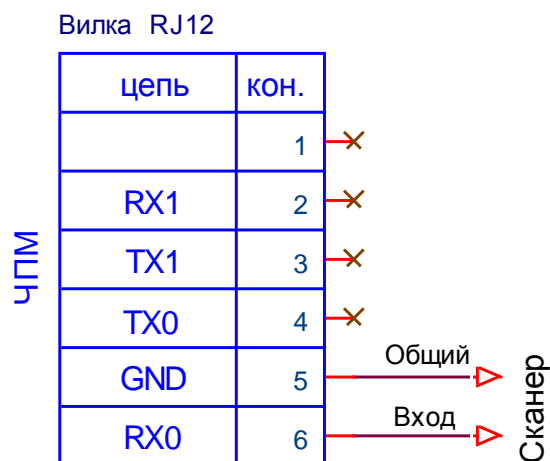 Вилка RJ12
цепь кон.
1
RX1 2
TX1 3
TX0 4
GND 5 Общий
RX0 6 Вход
ЧПМ
Сканер